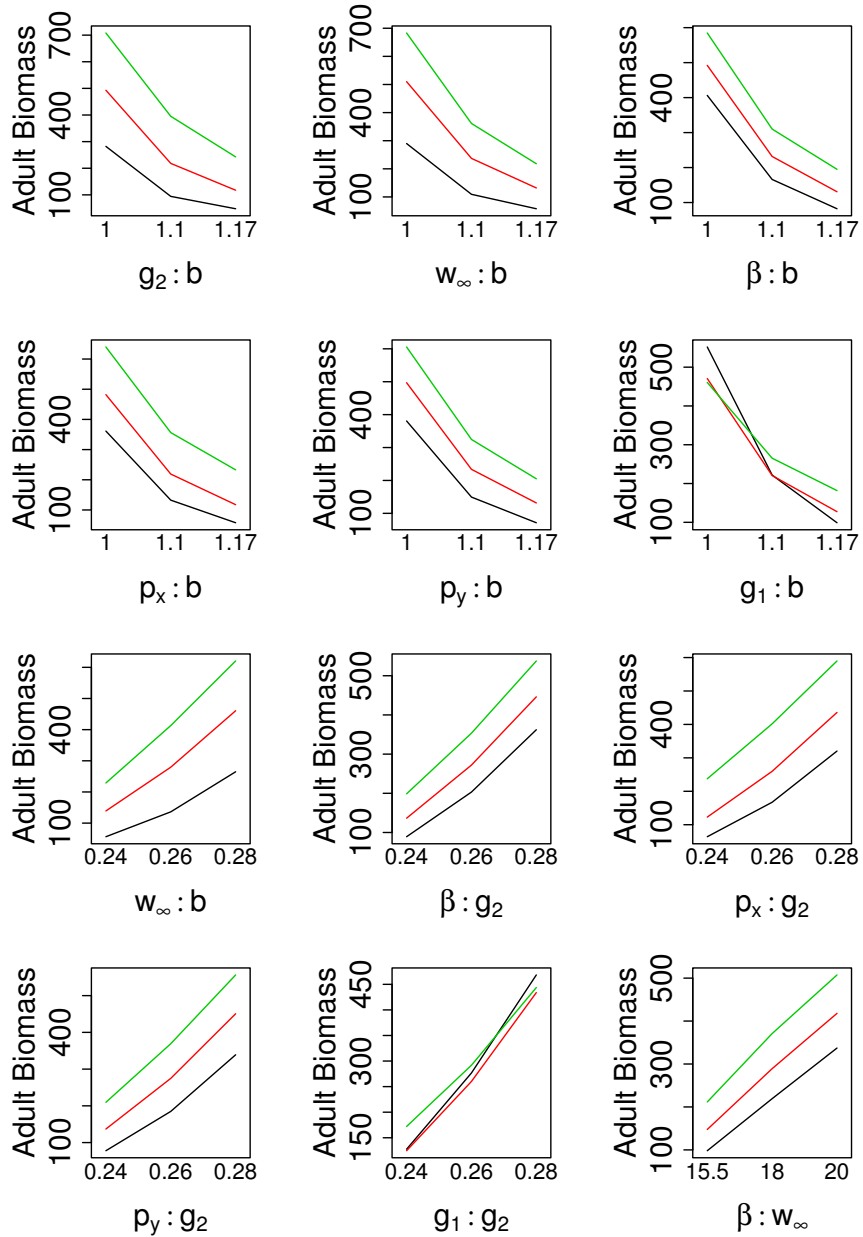 Adult Biomass
700
400
100
1 1.1 1.17
g₂ : b
Adult Biomass
700
400
100
1 1.1 1.17
w∞ : b
Adult Biomass
400
100
1 1.1 1.17
β : b
Adult Biomass
400
100
1 1.1 1.17
pₓ : b
Adult Biomass
400
100
1 1.1 1.17
p_y : b
Adult Biomass
500
300
100
1 1.1 1.17
g₁ : b
Adult Biomass
400
100
0.24 0.26 0.28
w∞ : b
Adult Biomass
500
300
100
0.24 0.26 0.28
β : g₂
Adult Biomass
400
100
0.24 0.26 0.28
pₓ : g₂
Adult Biomass
400
100
0.24 0.26 0.28
p_y : g₂
Adult Biomass
450
300
150
0.24 0.26 0.28
g₁ : g₂
Adult Biomass
500
300
100
15.5 18 20
β : w∞